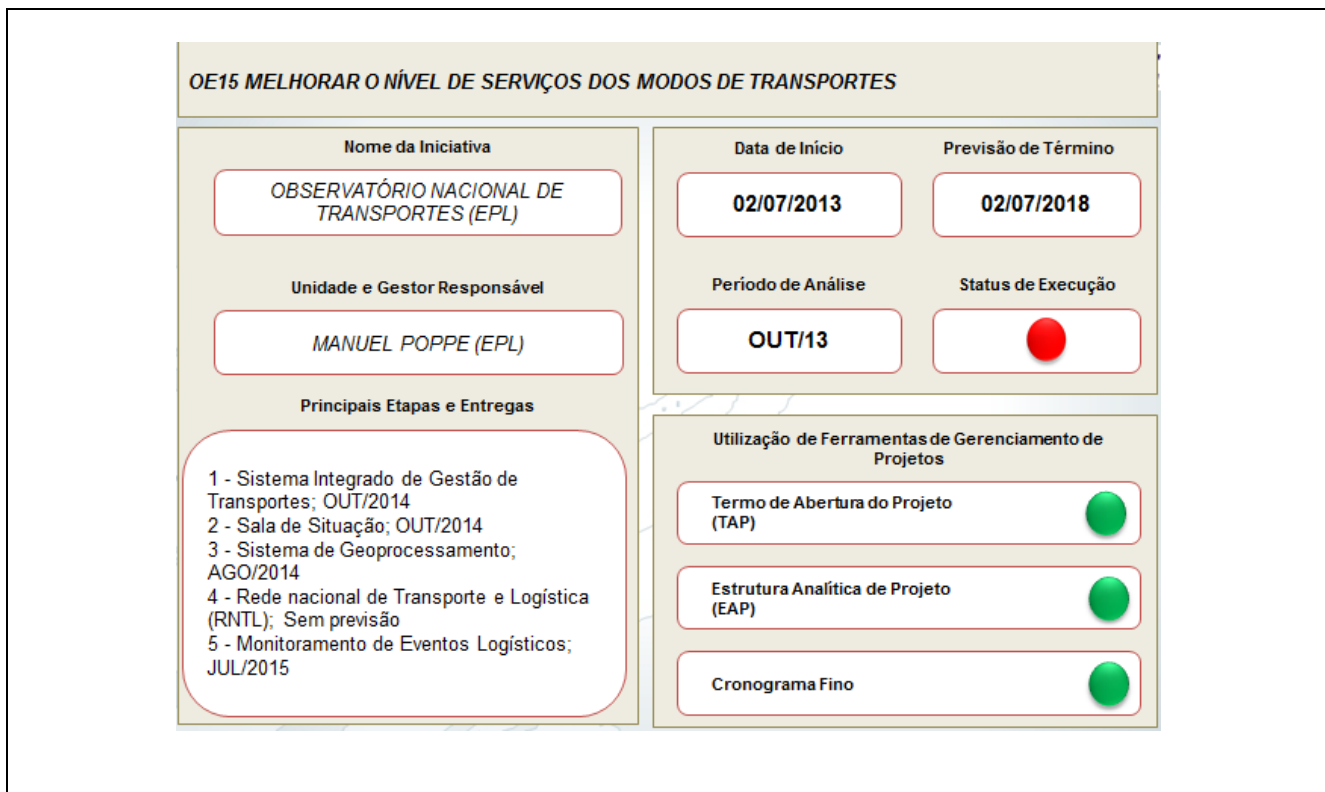 OE15 MELHORAR O NÍVEL DE SERVIÇOS DOS MODOS DE TRANSPORTES
Nome da Iniciativa
OBSERVATÓRIO NACIONAL DE
TRANSPORTES (EPL)
Unidade e Gestor Responsável
MANUEL POPPE (EPL)
Principais Etapas e Entregas
1 - Sistema Integrado de Gestão de
Transportes; OUT/2014
2 - Sala de Situação; OUT/2014
3 - Sistema de Geoprocessamento;
AGO/2014
4 - Rede nacional de Transporte e Logística
(RNTL); Sem previsão
5 - Monitoramento de Eventos Logísticos;
JUL/2015
Data de Início
Previsão de Término
02/07/2013
02/07/2018
Período de Análise
Status de Execução
OUT/13
Utilização de Ferramentas de Gerenciamento de
Projetos
Termo de Abertura do Projeto
(TAP)
Estrutura Analítica de Projeto
(EAP)
Cronograma Fino